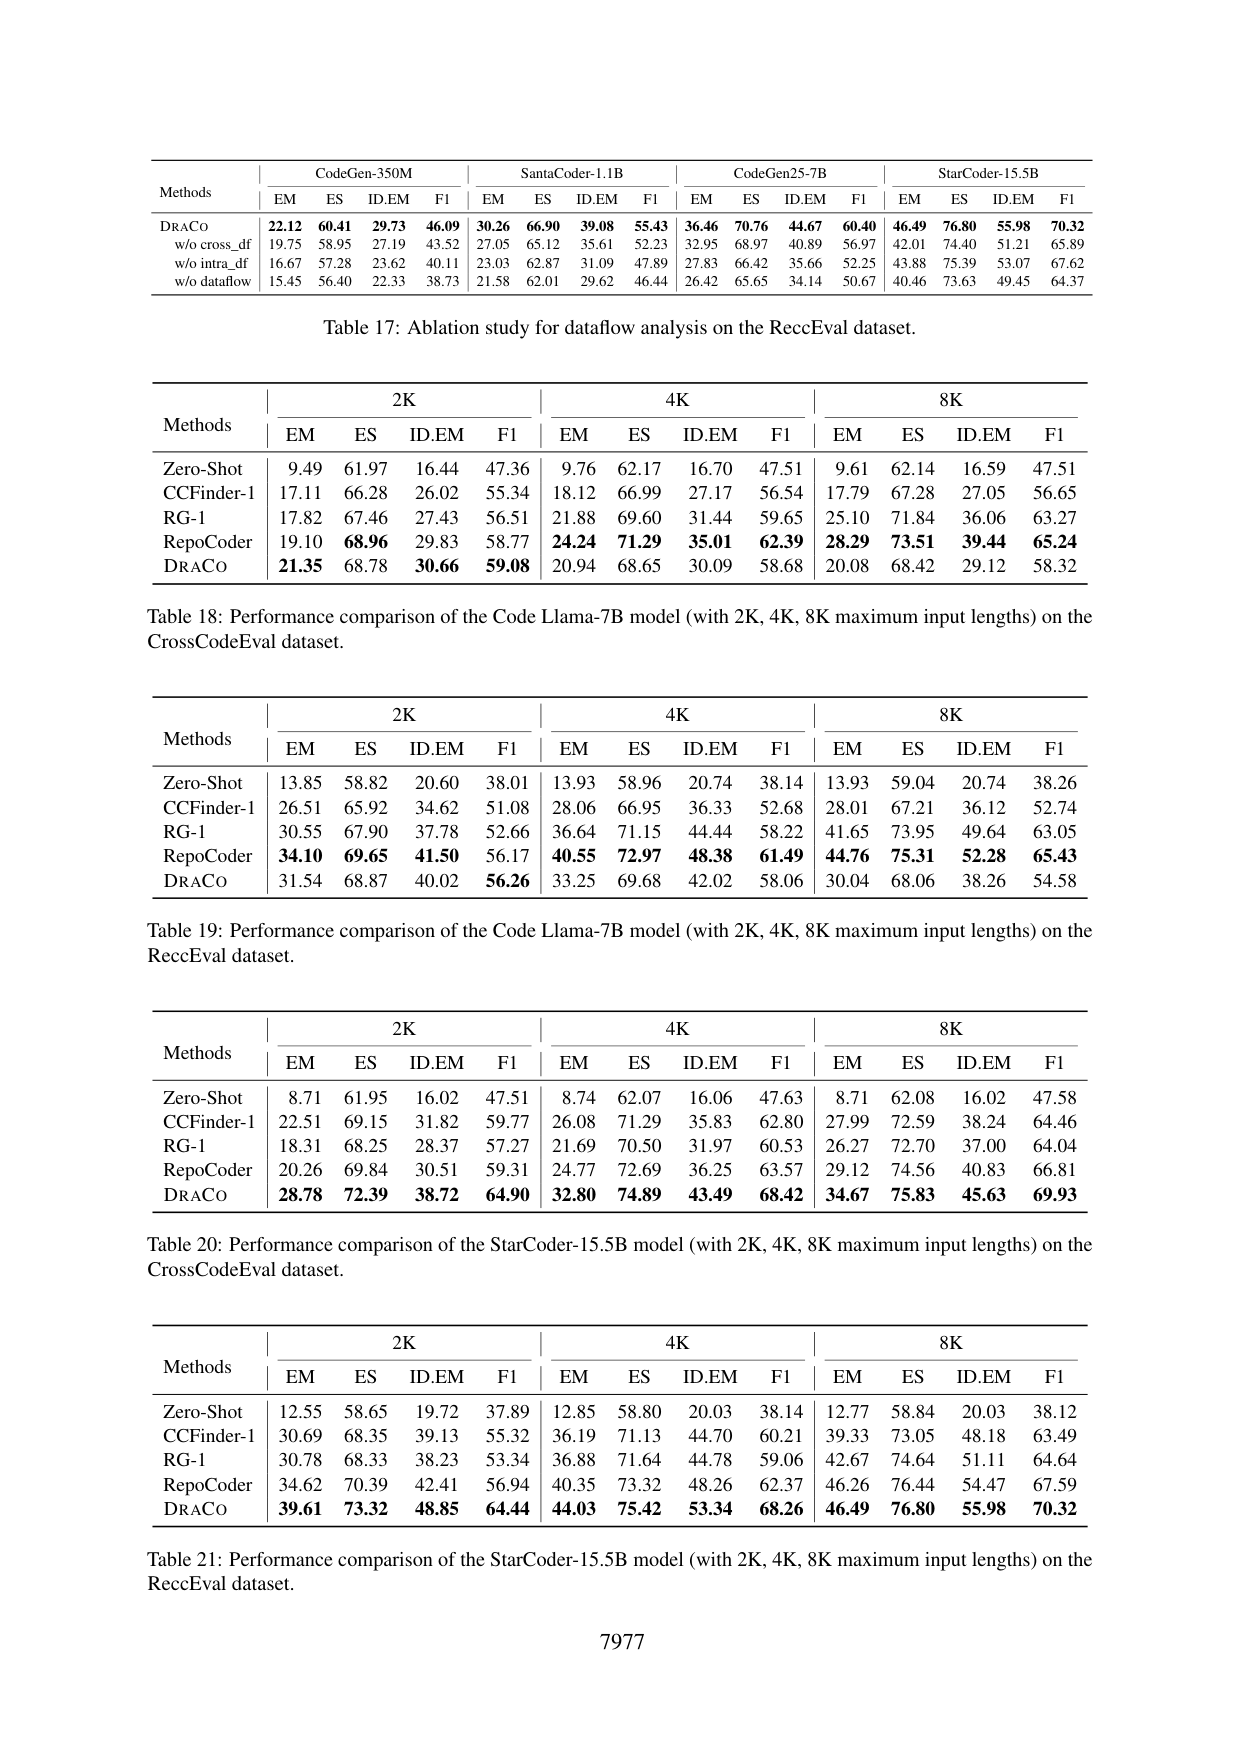 CodeGen-350M SantaCoder-1.1B CodeGen25-7B StarCoder-15.5B
Methods
EM ES ID.EM F1 EM ES ID.EM F1 EM ES ID.EM F1 EM ES ID.EM F1
DRACO 22.12 60.41 29.73 46.09 30.26 66.90 39.08 55.43 36.46 70.76 44.67 60.40 46.49 76.80 55.98 70.32
w/o cross_df 19.75 58.95 27.19 43.52 27.05 65.12 35.61 52.23 32.95 68.97 40.89 56.97 42.01 74.40 51.21 65.89
w/o intra_df 16.67 57.28 23.62 40.11 23.03 62.87 31.09 47.89 27.83 66.42 35.66 52.25 43.88 75.39 53.07 67.62
w/o dataflow 15.45 56.40 22.33 38.73 21.58 62.01 29.62 46.44 26.42 65.65 34.14 50.67 40.46 73.63 49.45 64.37
Table 17: Ablation study for dataflow analysis on the ReccEval dataset.
2K 4K 8K
Methods
EM ES ID.EM F1 EM ES ID.EM F1 EM ES ID.EM F1
Zero-Shot 9.49 61.97 16.44 47.36 9.76 62.17 16.70 47.51 9.61 62.14 16.59 47.51
CCFinder-1 17.11 66.28 26.02 55.34 18.12 66.99 27.17 56.54 17.79 67.28 27.05 56.65
RG-1 17.82 67.46 27.43 56.51 21.88 69.60 31.44 59.65 25.10 71.84 36.06 63.27
RepoCoder 19.10 68.96 29.83 58.77 24.24 71.29 35.01 62.39 28.29 73.51 39.44 65.24
DRACO 21.35 68.78 30.66 59.08 20.94 68.65 30.09 58.68 20.08 68.42 29.12 58.32
Table 18: Performance comparison of the Code Llama-7B model (with 2K, 4K, 8K maximum input lengths) on the
CrossCodeEval dataset.
2K 4K 8K
Methods
EM ES ID.EM F1 EM ES ID.EM F1 EM ES ID.EM F1
Zero-Shot 13.85 58.82 20.60 38.01 13.93 58.96 20.74 38.14 13.93 59.04 20.74 38.26
CCFinder-1 26.51 65.92 34.62 51.08 28.06 66.95 36.33 52.68 28.01 67.21 36.12 52.74
RG-1 30.55 67.90 37.78 52.66 36.64 71.15 44.44 58.22 41.65 73.95 49.64 63.05
RepoCoder 34.10 69.65 41.50 56.17 40.55 72.97 48.38 61.49 44.76 75.31 52.28 65.43
DRACO 31.54 68.87 40.02 56.26 33.25 69.68 42.02 58.06 30.04 68.06 38.26 54.58
Table 19: Performance comparison of the Code Llama-7B model (with 2K, 4K, 8K maximum input lengths) on the
ReccEval dataset.
2K 4K 8K
Methods
EM ES ID.EM F1 EM ES ID.EM F1 EM ES ID.EM F1
Zero-Shot 8.71 61.95 16.02 47.51 8.74 62.07 16.06 47.63 8.71 62.08 16.02 47.58
CCFinder-1 22.51 69.15 31.82 59.77 26.08 71.29 35.83 62.80 27.99 72.59 38.24 64.46
RG-1 18.31 68.25 28.37 57.27 21.69 70.50 31.97 60.53 26.27 72.70 37.00 64.04
RepoCoder 20.26 69.84 30.51 59.31 24.77 72.69 36.25 63.57 29.12 74.56 40.83 66.81
DRACO 28.78 72.39 38.72 64.90 32.80 74.89 43.49 68.42 34.67 75.83 45.63 69.93
Table 20: Performance comparison of the StarCoder-15.5B model (with 2K, 4K, 8K maximum input lengths) on the
CrossCodeEval dataset.
2K 4K 8K
Methods
EM ES ID.EM F1 EM ES ID.EM F1 EM ES ID.EM F1
Zero-Shot 12.55 58.65 19.72 37.89 12.85 58.80 20.03 38.14 12.77 58.84 20.03 38.12
CCFinder-1 30.69 68.35 39.13 55.32 36.19 71.13 44.70 60.21 39.33 73.05 48.18 63.49
RG-1 30.78 68.33 38.23 53.34 36.88 71.64 44.78 59.06 42.67 74.64 51.11 64.64
RepoCoder 34.62 70.39 42.41 56.94 40.35 73.32 48.26 62.37 46.26 76.44 54.47 67.59
DRACO 39.61 73.32 48.85 64.44 44.03 75.42 53.34 68.26 46.49 76.80 55.98 70.32
Table 21: Performance comparison of the StarCoder-15.5B model (with 2K, 4K, 8K maximum input lengths) on the
ReccEval dataset.
7977